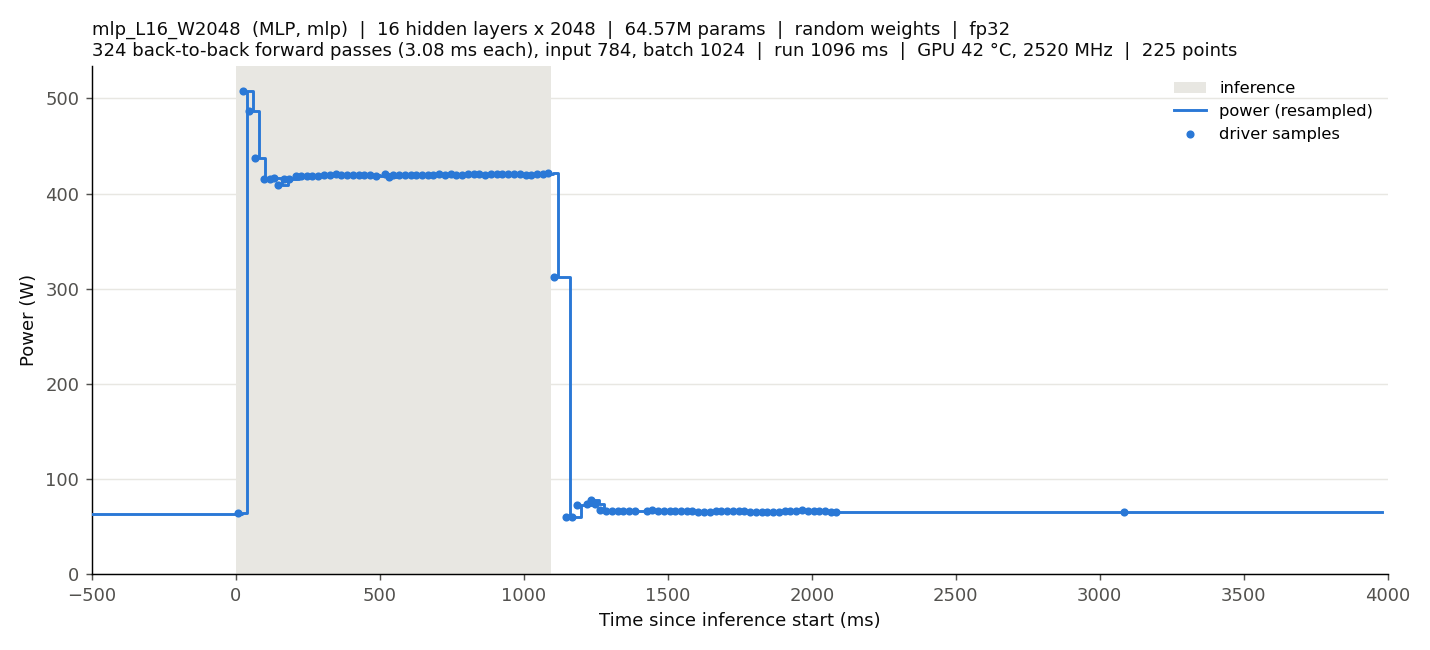 mlp_L16_W2048  (MLP, mlp)  |  16 hidden layers x 2048  |  64.57M params  |  random weights  |  fp32
324 back-to-back forward passes (3.08 ms each), input 784, batch 1024  |  run 1096 ms  |  GPU 42 °C, 2520 MHz  |  225 points
inference
power (resampled)
driver samples
500
400
300
200
100
0
Power (W)
−500
0
500
1000
1500
2000
2500
3000
3500
4000
Time since inference start (ms)